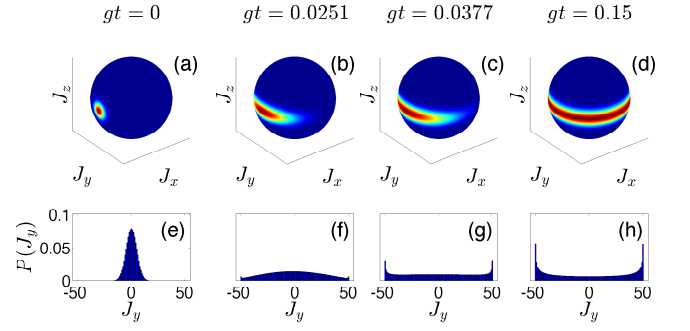 gt = 0 gt = 0.0251 gt = 0.0377 gt = 0.15
(a) (b) (c) (d)
J_z J_z J_z J_z
J_y J_x J_y J_x J_y J_x J_y J_x
0.1 (e) (f) (g) (h)
P(J_y) 0.05
0
-50 0 50 -50 0 50 -50 0 50 -50 0 50
J_y J_y J_y J_y